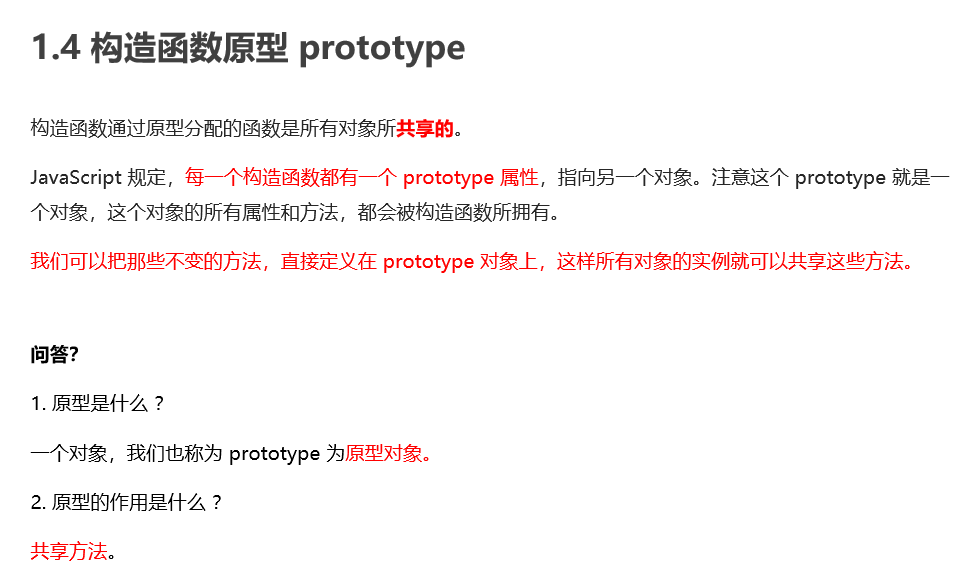 1.4 构造函数原型 prototype
构造函数通过原型分配的函数是所有对象所共享的。
JavaScript 规定，每一个构造函数都有一个 prototype 属性，指向另一个对象。注意这个 prototype 就是一
个对象，这个对象的所有属性和方法，都会被构造函数所拥有。
我们可以把那些不变的方法，直接定义在 prototype 对象上，这样所有对象的实例就可以共享这些方法。
问答?
1. 原型是什么 ?
一个对象，我们也称为 prototype 为原型对象。
2. 原型的作用是什么 ?
共享方法。